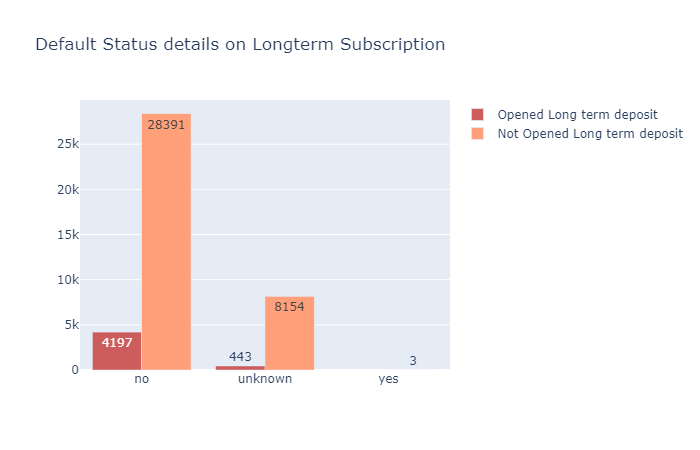 Default Status details on Longterm Subscription
Opened Long term deposit
Not Opened Long term deposit
25k
20k
15k
10k
5k
0
4197
28391
443
8154
3
no
unknown
yes